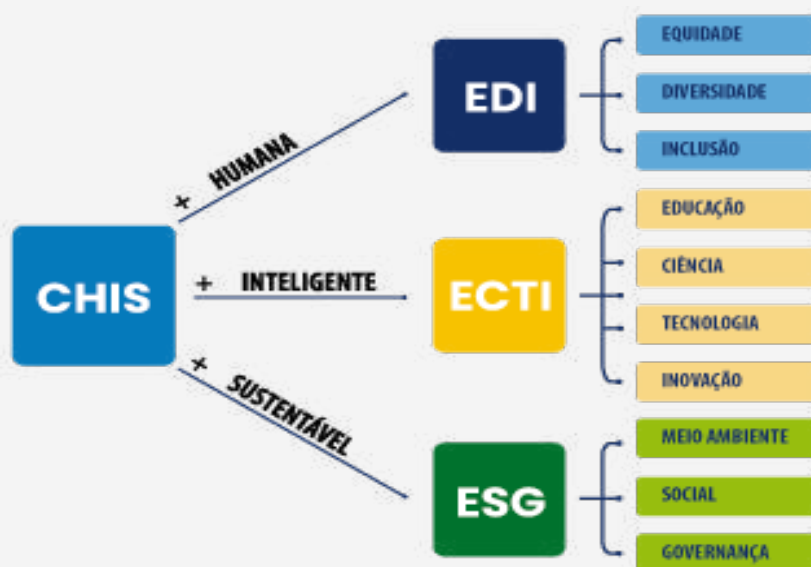 CHIS
+ HUMANA
EDI
EQUIDADE
DIVERSIDADE
INCLUSÃO
+ INTELIGENTE
ECTI
EDUCAÇÃO
CIÊNCIA
TECNOLOGIA
INOVAÇÃO
+ SUSTENTÁVEL
ESG
MEIO AMBIENTE
SOCIAL
GOVERNANÇA